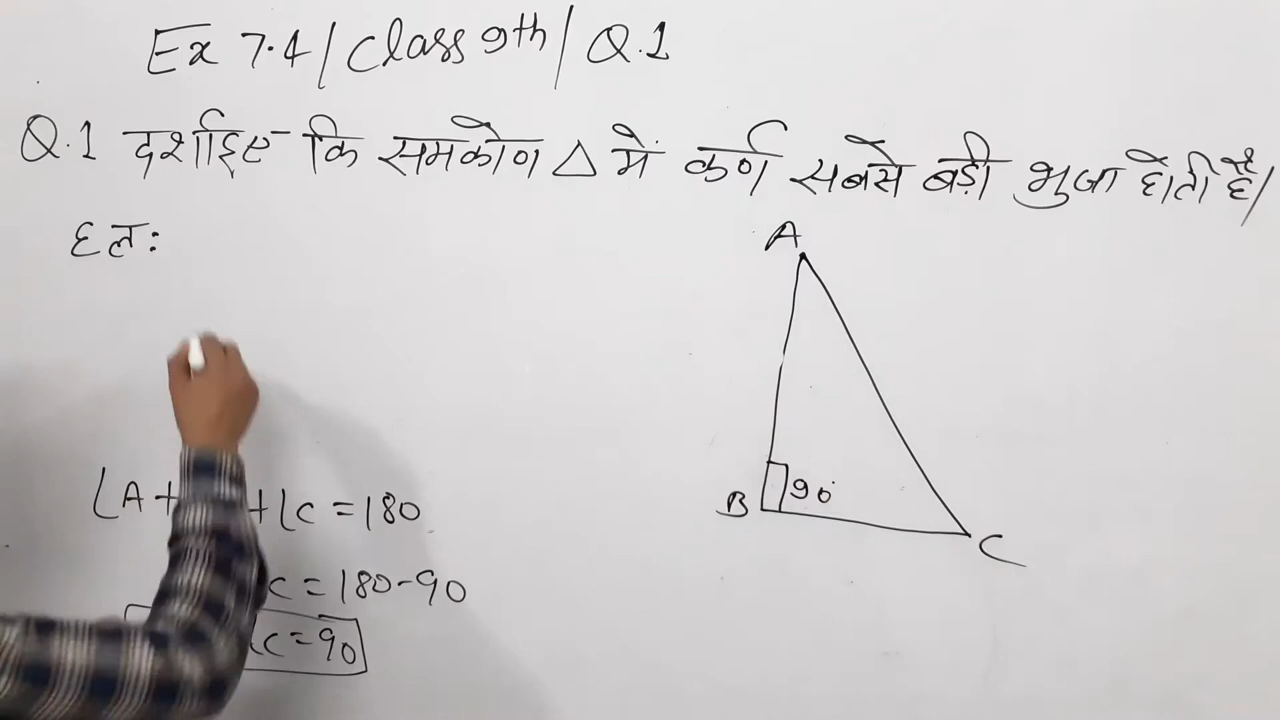 Ex 7.4/Class 9th/Q.1
Q.1 दर्शाइए कि समकोण △ में कर्ण सबसे बड़ी भुजा होती है।
हलः
A
B 90°
C
∠A+ +∠C=180
C=180-90
∠C=90